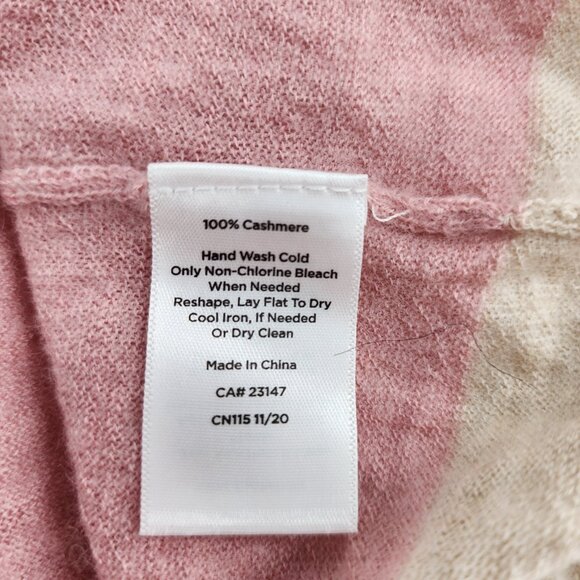 100% Cashmere
Hand Wash Cold
Only Non-Chlorine Bleach
When Needed
Reshape, Lay Flat To Dry
Cool Iron, If Needed
Or Dry Clean
Made In China
CA# 23147
CN115 11/20